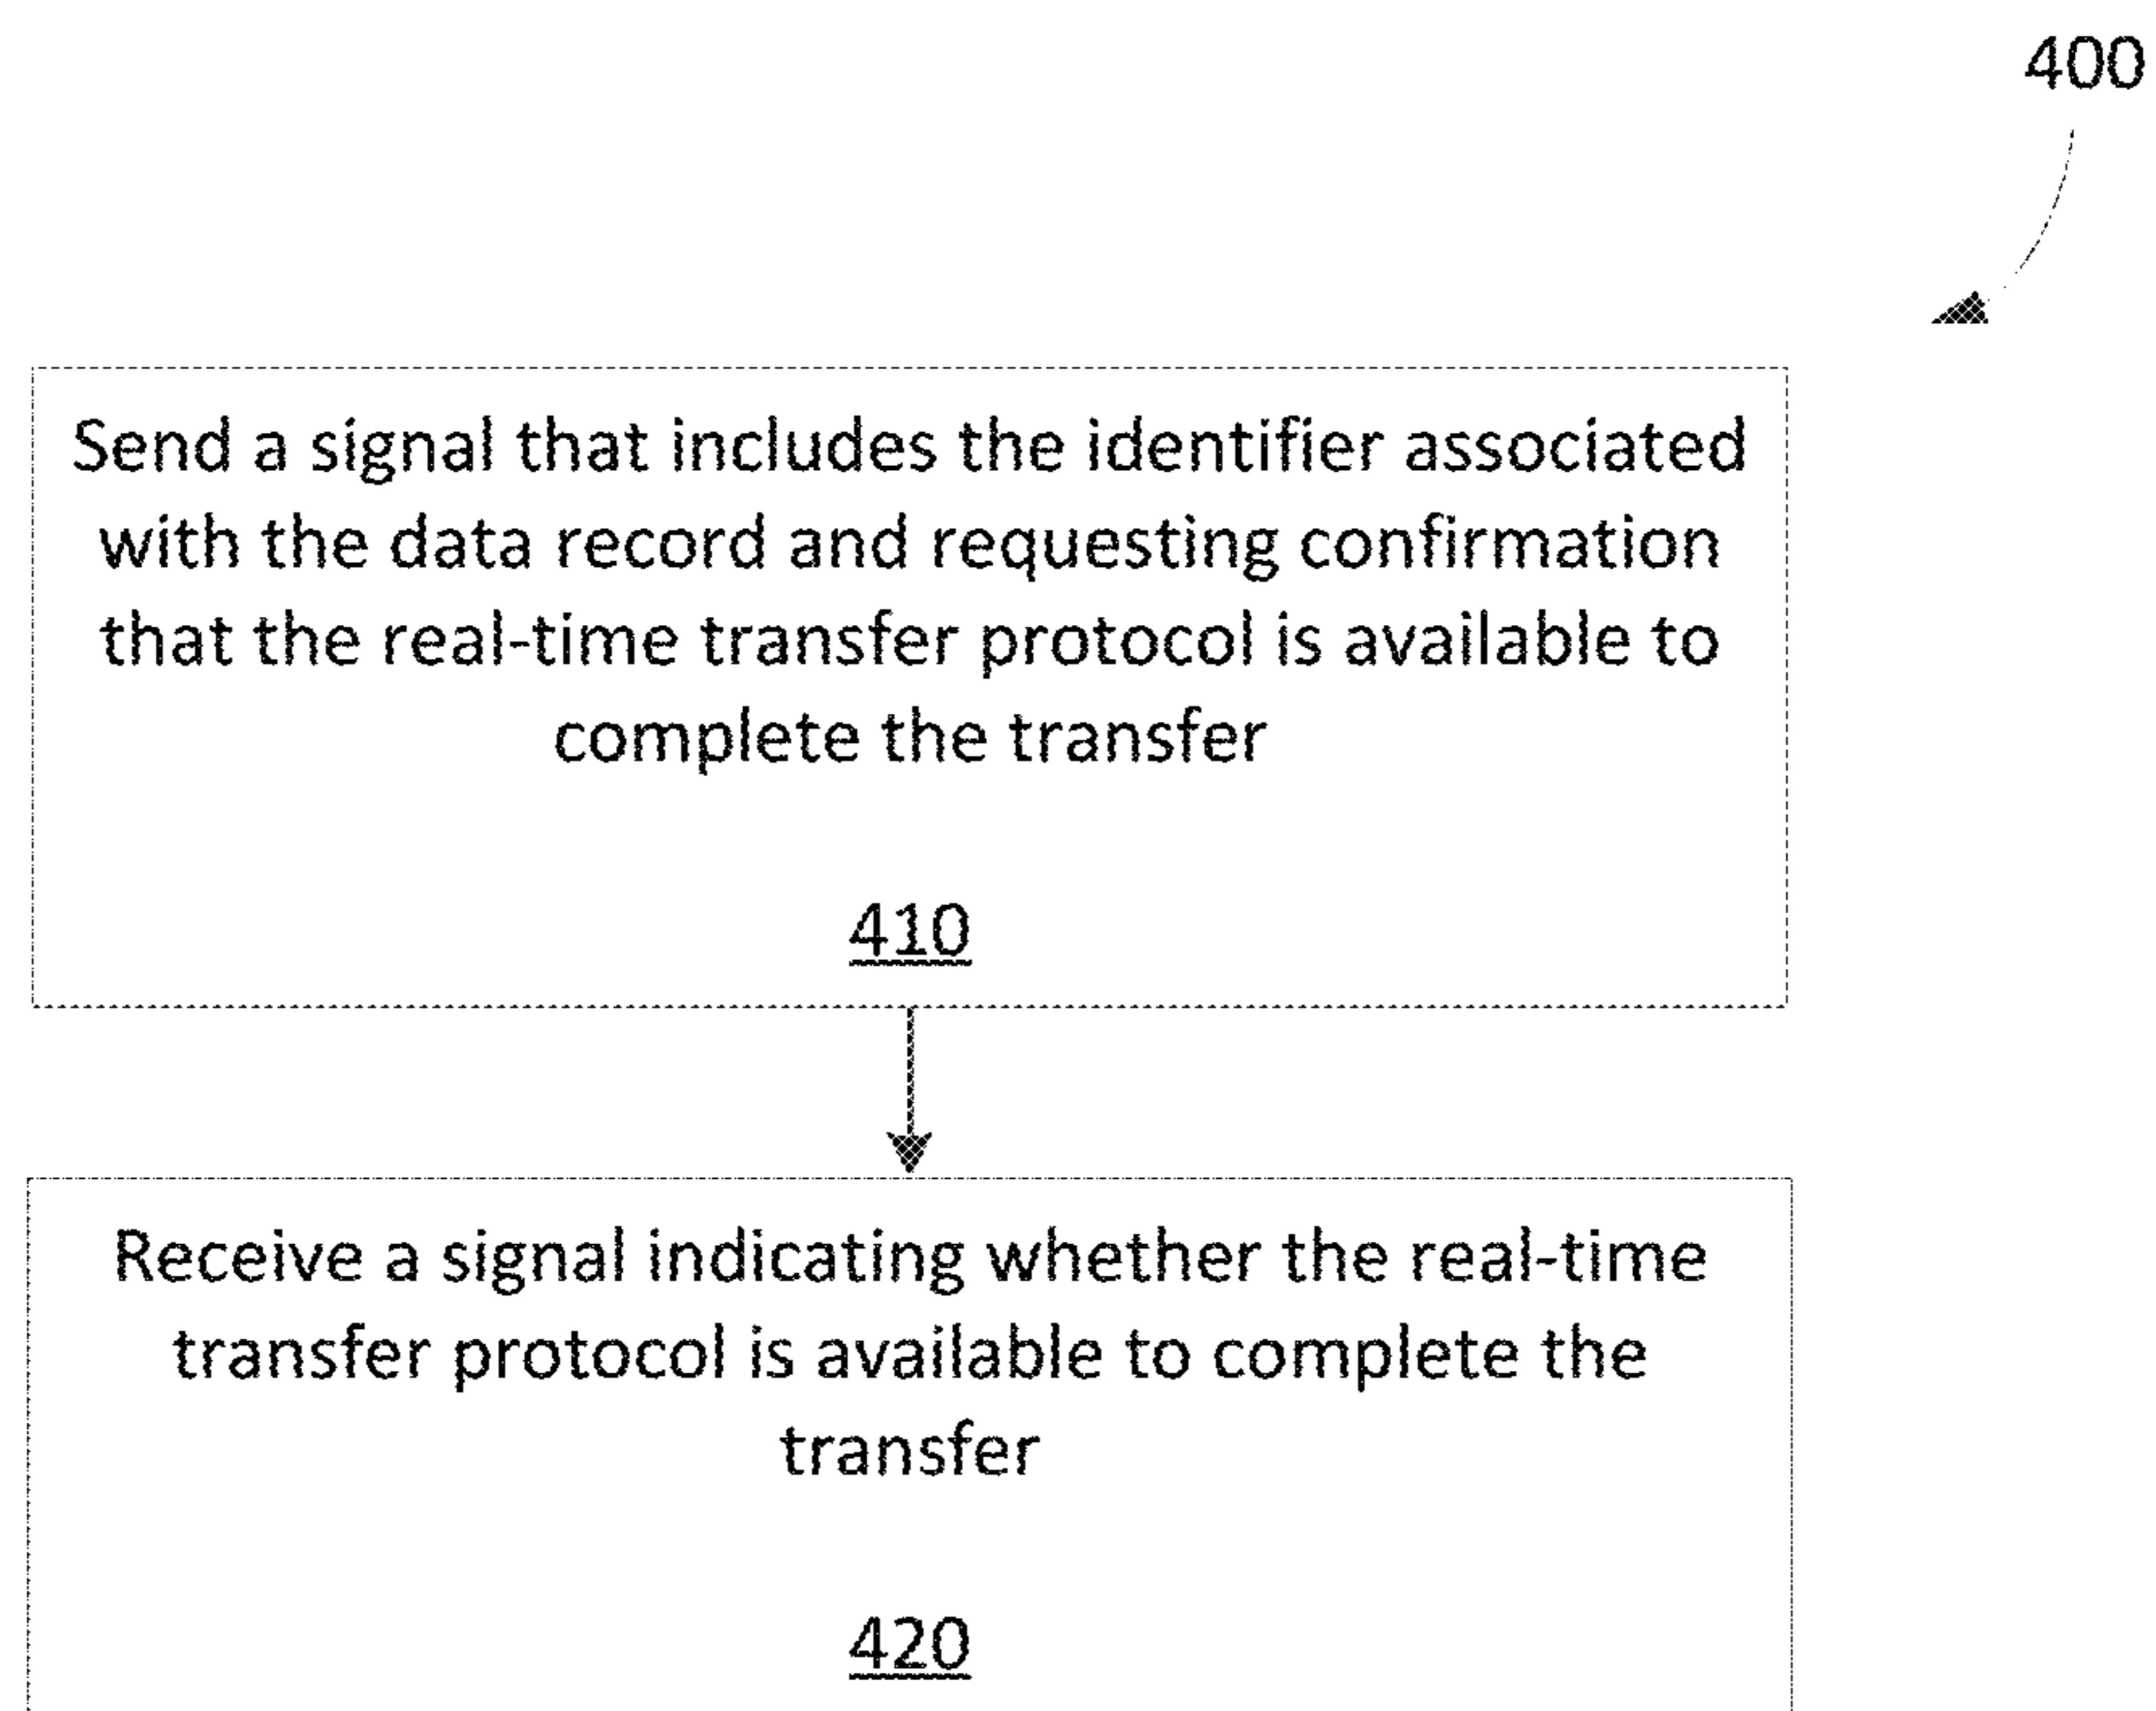 400
Send a signal that includes the identifier associated
with the data record and requesting confirmation
that the real-time transfer protocol is available to
complete the transfer
410
Receive a signal indicating whether the real-time
transfer protocol is available to complete the
transfer
420